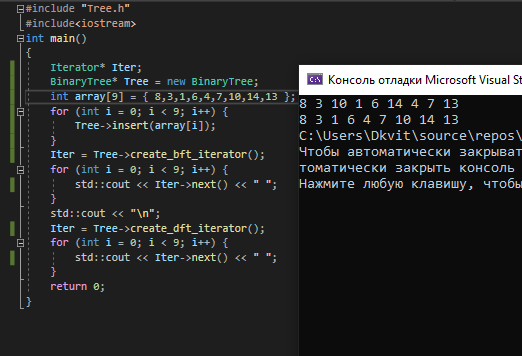 #include "Tree.h"
#include<iostream>
int main()
{
Iterator* Iter;
BinaryTree* Tree = new BinaryTree;
int array[9] = { 8,3,1,6,4,7,10,14,13 };
for (int i = 0; i < 9; i++) {
Tree->insert(array[i]);
}
Iter = Tree->create_bft_iterator();
for (int i = 0; i < 9; i++) {
std::cout << Iter->next() << " ";
}
std::cout << "\n";
Iter = Tree->create_dft_iterator();
for (int i = 0; i < 9; i++) {
std::cout << Iter->next() << " ";
}
return 0;
}
Консоль отладки Microsoft Visual St
8 3 10 1 6 14 4 7 13
8 3 1 6 4 7 10 14 13
C:\Users\Dkvit\source\repos\
Чтобы автоматически закрыват
томатически закрыть консоль
Нажмите любую клавишу, чтобы